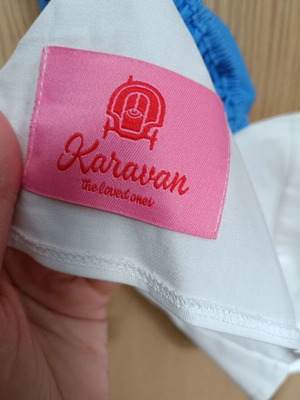 Karavan
the loved ones